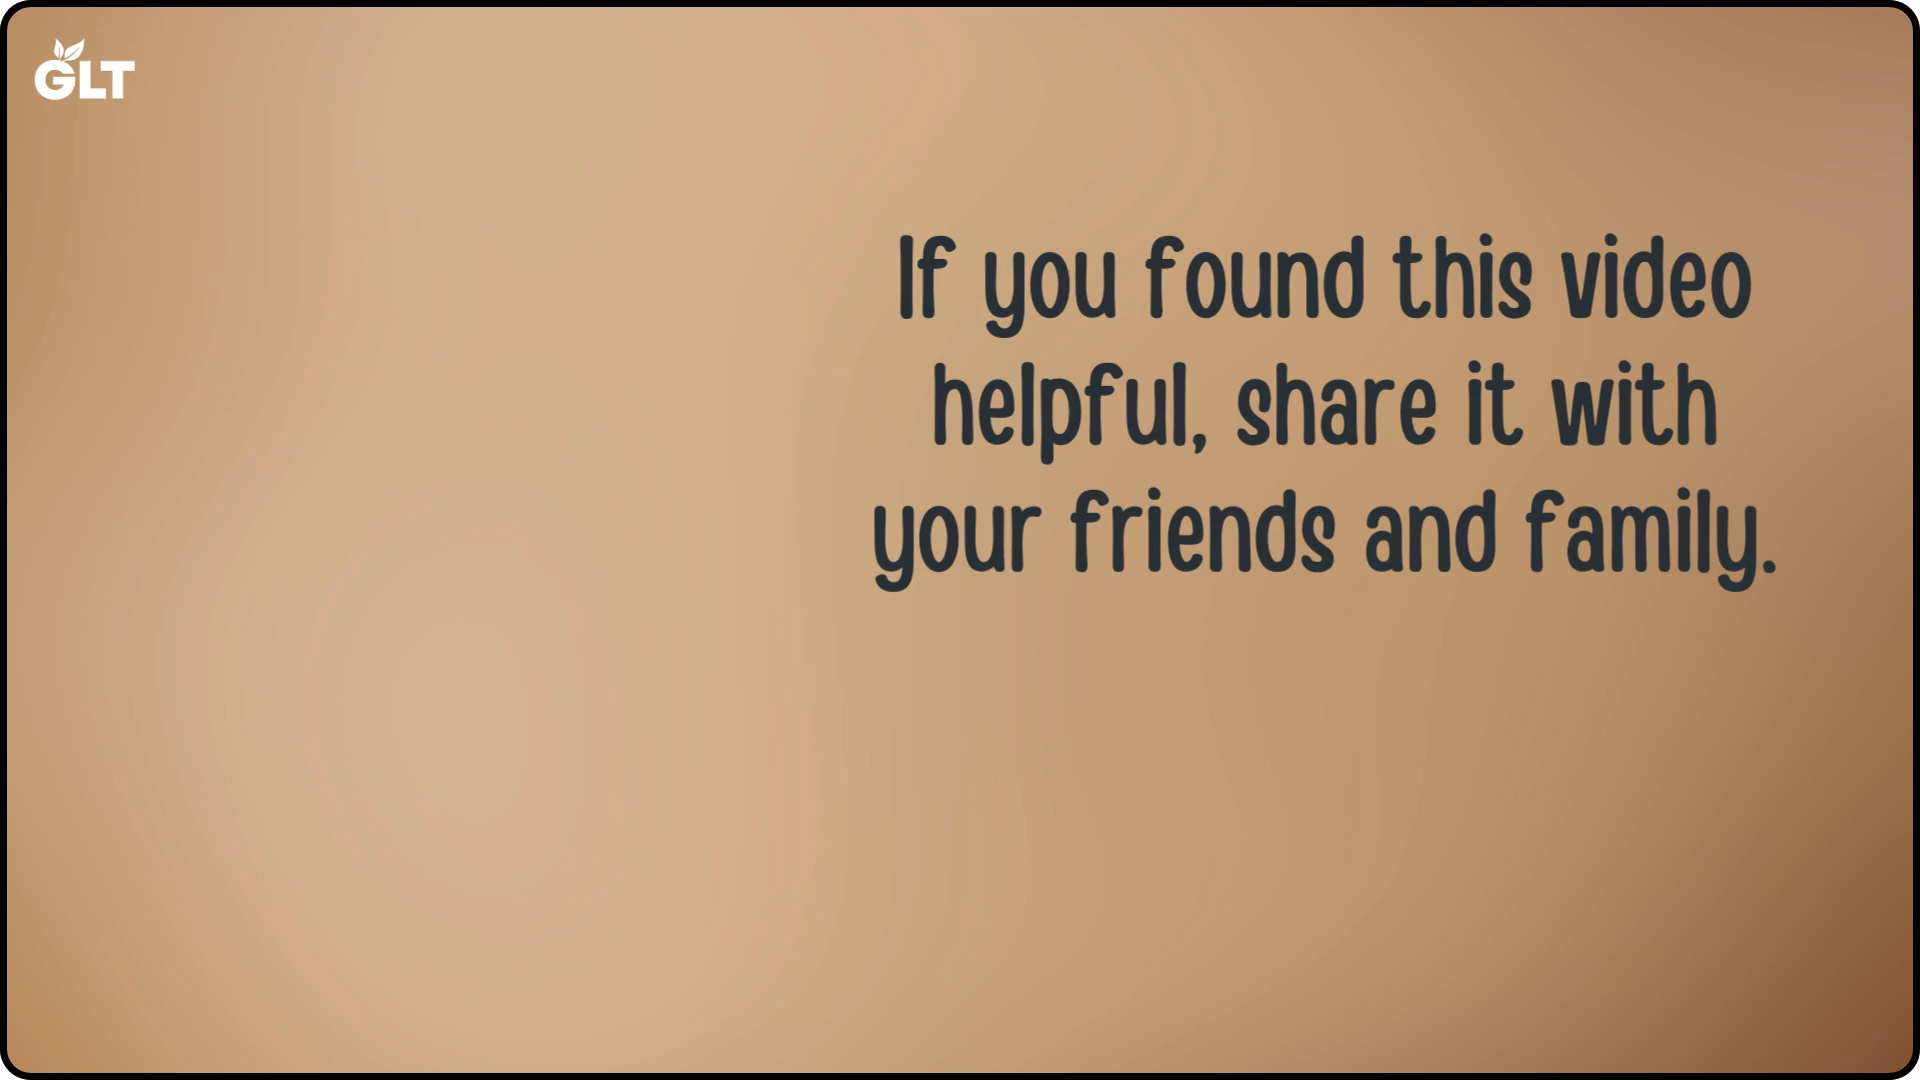 GLT
If you found this video
helpful, share it with
your friends and family.